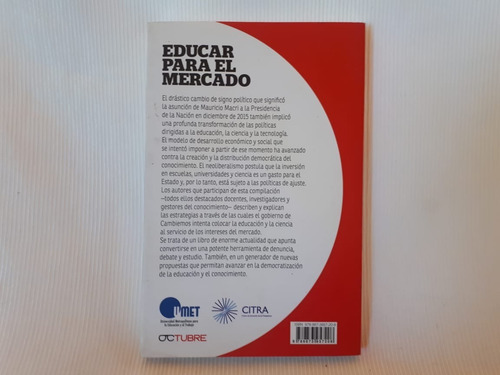 EDUCAR
PARA EL
MERCADO
El drástico cambio de signo político que significó
la asunción de Mauricio Macri a la Presidencia
de la Nación en diciembre de 2015 también implicó
una profunda transformación de las políticas
dirigidas a la educación, la ciencia y la tecnología.
El modelo de desarrollo económico y social que
se intentó imponer a partir de ese momento ha avanzado
contra la creación y la distribución democrática del
conocimiento. El neoliberalismo postula que la inversión
en escuelas, universidades y ciencia es un gasto para el
Estado y, por lo tanto, está sujeto a las políticas de ajuste.
Los autores que participan de esta compilación
–todos ellos destacados docentes, investigadores y
gestores del conocimiento– describen y explican
las estrategias a través de las cuales el gobierno de
Cambiemos intenta colocar la educación y la ciencia
al servicio de los intereses del mercado.
Se trata de un libro de enorme actualidad que apunta
convertirse en una potente herramienta de denuncia,
debate y estudio. También, en un generador de nuevas
propuestas que permitan avanzar en la democratización
de la educación y el conocimiento.
UMET
Universidad Metropolitana para
la Educación y el Trabajo
CITRA
OCTUBRE